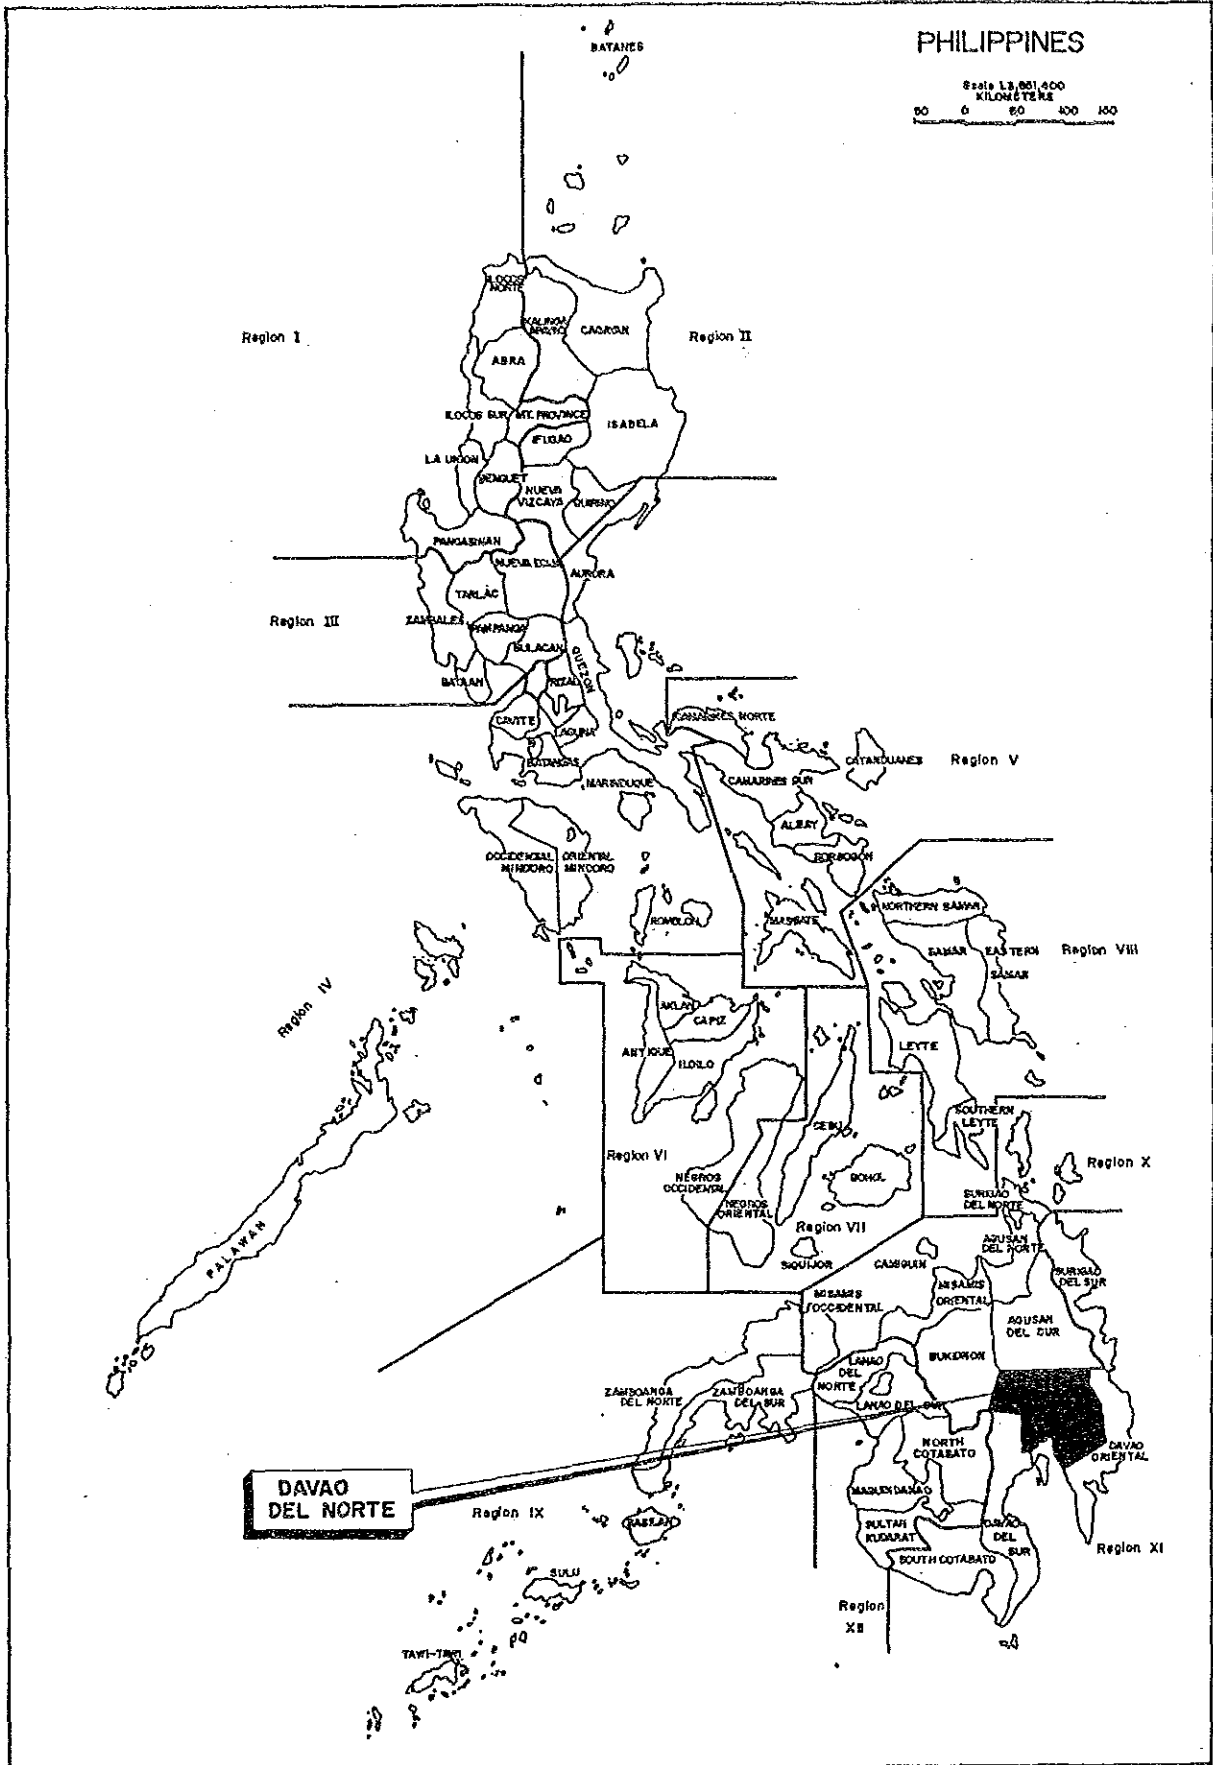 BATANES
PHILIPPINES
KILOMETERS
50 0 50 100 150
ILOCOS
NORTE
KALINGA
APAYAO
CAGAYAN
Region I
Region II
ABRA
ILOCOS SUR
MT. PROVINCE
ISABELA
IFUGAO
LA UNION
BENGUET
NUEVA
VIZCAYA
QUIRINO
PANGASINAN
NUEVA ECIJA
AURORA
TARLAC
Region III
ZAMBALES
PAMPANGA
BULACAN
QUEZON
BATAAN
RIZAL
CAVITE
LAGUNA
CAMARINES NORTE
BATANGAS
MARINDUQUE
CATANDUANES
Region V
CAMARINES SUR
ALBAY
SORSOGON
OCCIDENTAL
MINDORO
ORIENTAL
MINDORO
ROMBLON
MASBATE
NORTHERN SAMAR
SAMAR
EASTERN
SAMAR
Region VIII
Region IV
AKLAN
CAPIZ
ANTIQUE
ILOILO
LEYTE
CEBU
SOUTHERN
LEYTE
Region VI
NEGROS
OCCIDENTAL
BOHOL
Region X
NEGROS
ORIENTAL
SURIGAO
DEL NORTE
Region VII
PALAWAN
SIQUIJOR
CAMIGUIN
AGUSAN
DEL NORTE
SURIGAO
DEL SUR
MISAMIS
OCCIDENTAL
MISAMIS
ORIENTAL
AGUSAN
DEL SUR
BUKIDNON
LANAO
DEL
NORTE
ZAMBOANGA
DEL NORTE
ZAMBOANGA
DEL SUR
LANAO DEL SUR
NORTH
COTABATO
DAVAO
ORIENTAL
DAVAO
DEL NORTE
Region IX
MAGUINDANAO
BASILAN
SULTAN
KUDARAT
DAVAO
DEL
SUR
SOUTH COTABATO
Region XI
SULU
Region
XII
TAWI-TAWI